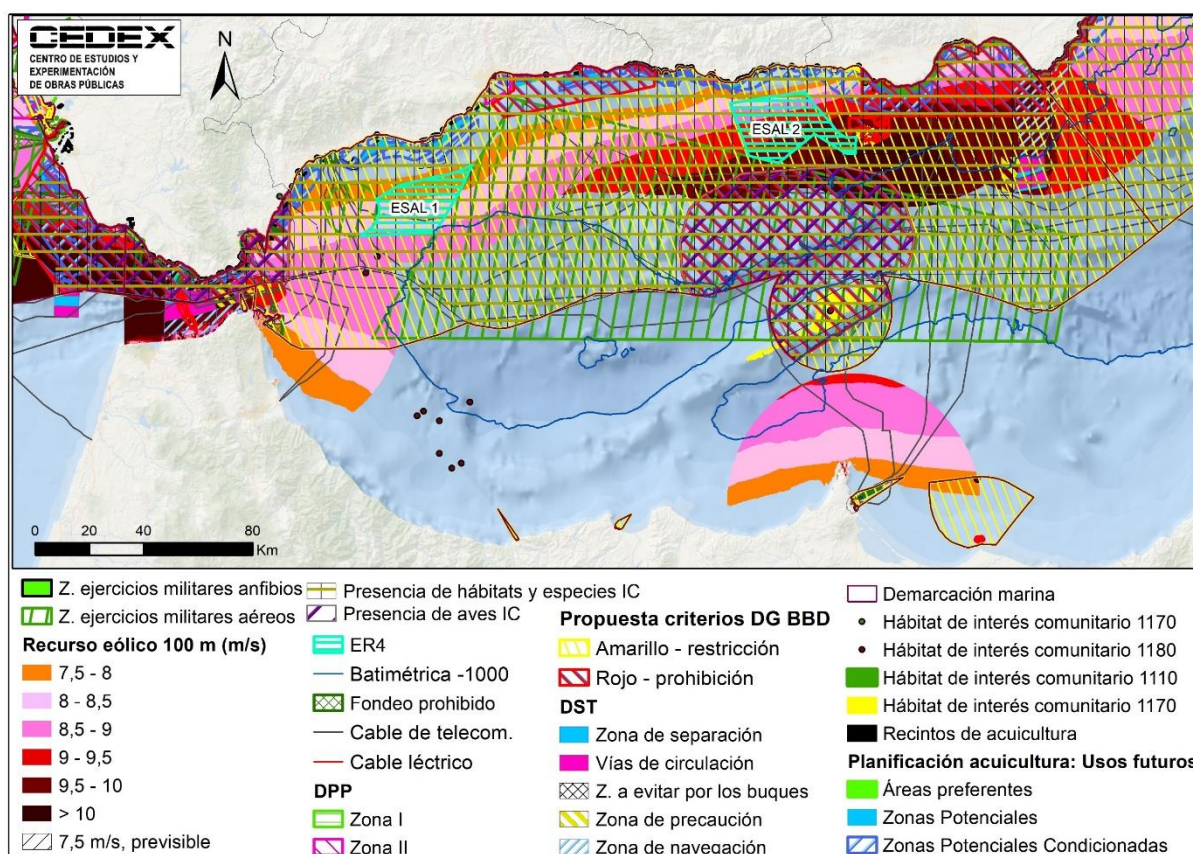 CEDEX
CENTRO DE ESTUDIOS Y
EXPERIMENTACIÓN
DE OBRAS PÚBLICAS
N
ESAL 1
ESAL 2
0 20 40 80
Km
Z. ejercicios militares anfibios
Z. ejercicios militares aéreos
Recurso eólico 100 m (m/s)
7,5 - 8
8 - 8,5
8,5 - 9
9 - 9,5
9,5 - 10
> 10
7,5 m/s, previsible
Presencia de hábitats y especies IC
Presencia de aves IC
ER4
Batimétrica -1000
Fondeo prohibido
Cable de telecom.
Cable léctrico
DPP
Zona I
Zona II
Propuesta criterios DG BBD
Amarillo - restricción
Rojo - prohibición
DST
Zona de separación
Vías de circulación
Z. a evitar por los buques
Zona de precaución
Zona de navegación
Demarcación marina
Hábitat de interés comunitario 1170
Hábitat de interés comunitario 1180
Hábitat de interés comunitario 1110
Hábitat de interés comunitario 1170
Recintos de acuicultura
Planificación acuicultura: Usos futuros
Áreas preferentes
Zonas Potenciales
Zonas Potenciales Condicionadas